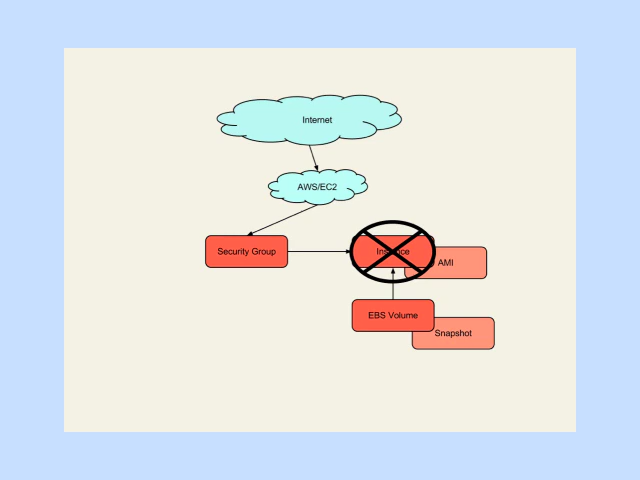 Internet
AWS/EC2
Security Group
Instance
AMI
EBS Volume
Snapshot